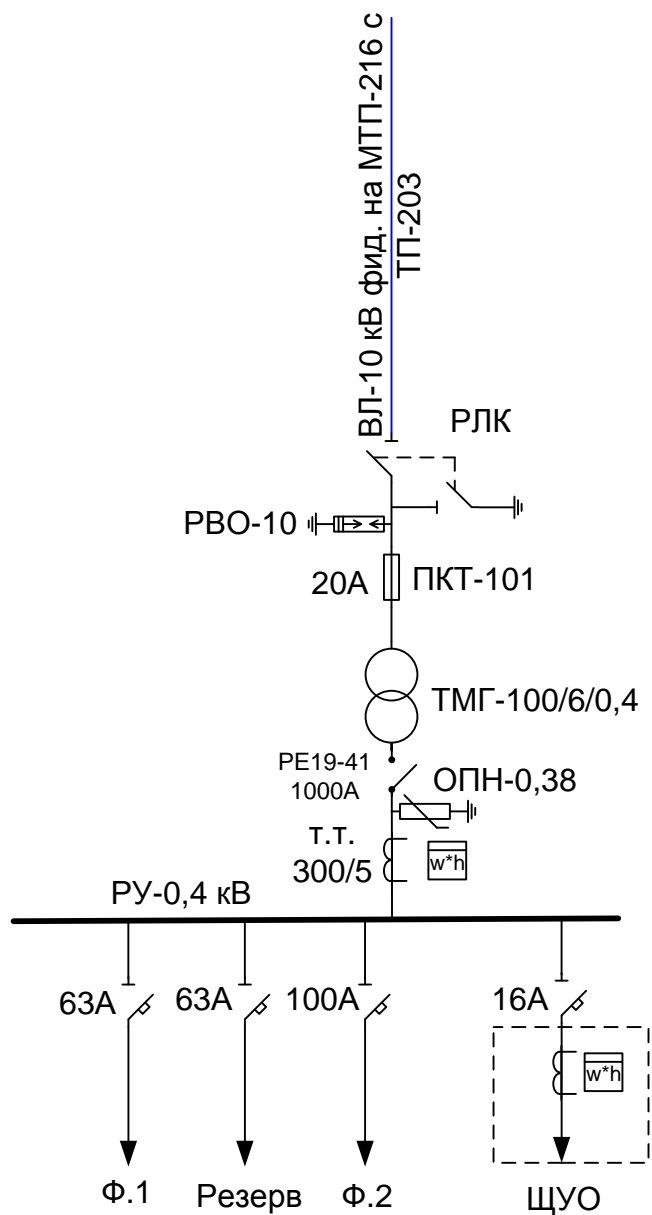 ВЛ-10 кВ фид. на МТП-216 с
ТП-203
РЛК
РВО-10
20А
ПКТ-101
ТМГ-100/6/0,4
РЕ19-41
1000А
ОПН-0,38
т.т.
300/5
w*h
РУ-0,4 кВ
63А
63А
100А
16А
w*h
Ф.1
Резерв
Ф.2
ЩУО